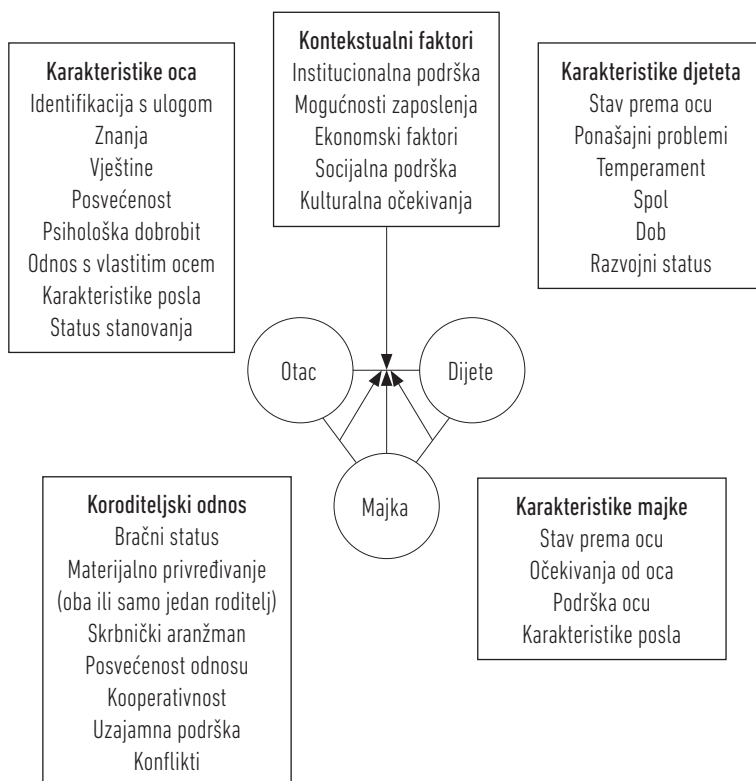 Karakteristike oca
Identifikacija s ulogom
Znanja
Vještine
Posvećenost
Psihološka dobrobit
Odnos s vlastitim ocem
Karakteristike posla
Status stanovanja
Kontekstualni faktori
Institucionalna podrška
Mogućnosti zaposlenja
Ekonomski faktori
Socijalna podrška
Kulturalna očekivanja
Karakteristike djeteta
Stav prema ocu
Ponašajni problemi
Temperament
Spol
Dob
Razvojni status
Otac
Dijete
Majka
Koroditeljski odnos
Bračni status
Materijalno privređivanje
(oba ili samo jedan roditelj)
Skrbnički aranžman
Posvećenost odnosu
Kooperativnost
Uzajamna podrška
Konflikti
Karakteristike majke
Stav prema ocu
Očekivanja od oca
Podrška ocu
Karakteristike posla